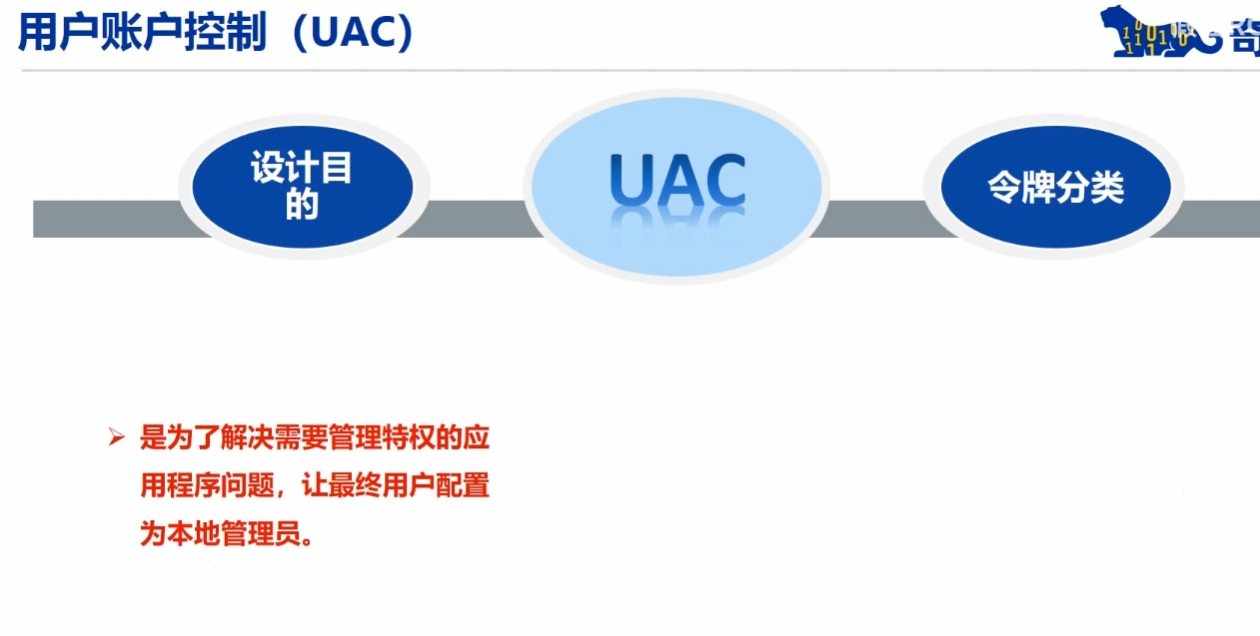 用户账户控制（UAC）
奇
设计目
的
UAC
令牌分类
➢ 是为了解决需要管理特权的应
用程序问题，让最终用户配置
为本地管理员。